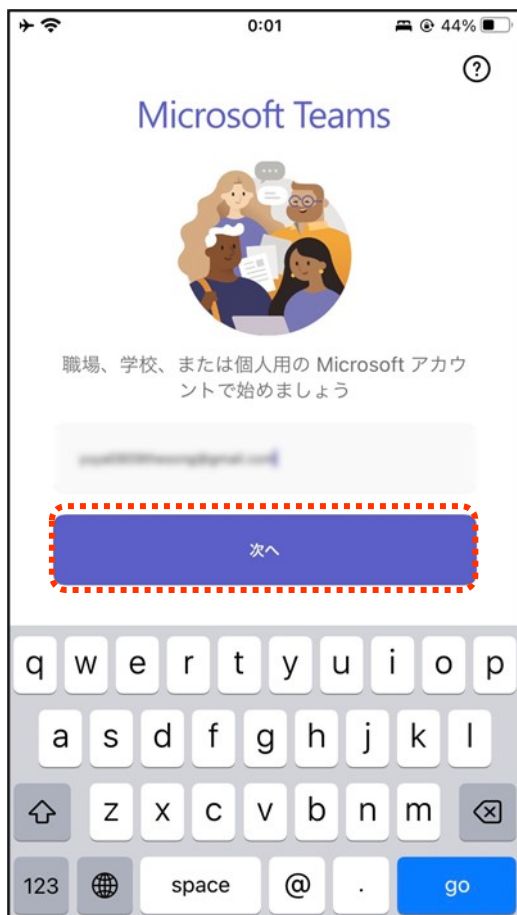 0:01
44%
?
Microsoft Teams
職場、学校、または個人用の Microsoft アカウ
ントで始めましょう
次へ
q w e r t y u i o p
a s d f g h j k l
z x c v b n m
123 space @ . go